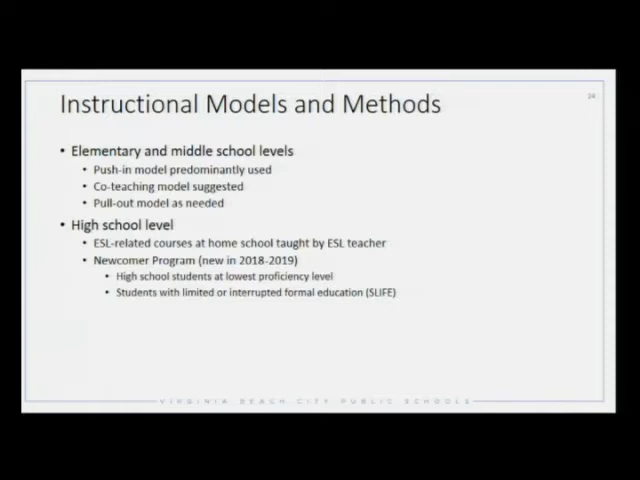 Instructional Models and Methods
24
• Elementary and middle school levels
• Push-in model predominantly used
• Co-teaching model suggested
• Pull-out model as needed
• High school level
• ESL-related courses at home school taught by ESL teacher
• Newcomer Program (new in 2018-2019)
• High school students at lowest proficiency level
• Students with limited or interrupted formal education (SLIFE)
VIRGINIA BEACH CITY PUBLIC SCHOOLS